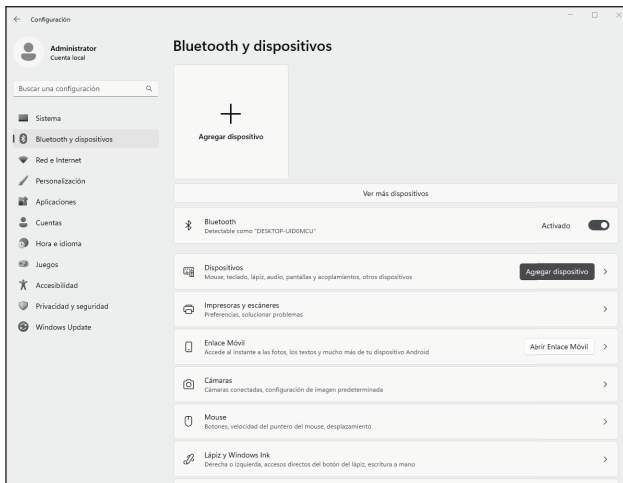 Configuración
Administrator
Cuenta local
Buscar una configuración
Sistema
Bluetooth y dispositivos
Red e Internet
Personalización
Aplicaciones
Cuentas
Hora e idioma
Juegos
Accesibilidad
Privacidad y seguridad
Windows Update
Bluetooth y dispositivos
Agregar dispositivo
Ver más dispositivos
Bluetooth
Detectable como "DESKTOP-UID0MCU"
Activado
Dispositivos
Mouse, teclado, lápiz, audio, pantallas y acoplamientos, otros dispositivos
Agregar dispositivo
Impresoras y escáneres
Preferencias, solucionar problemas
Enlace Móvil
Accede al instante a las fotos, los textos y mucho más de tu dispositivo Android
Abrir Enlace Móvil
Cámaras
Cámaras conectadas, configuración de imagen predeterminada
Mouse
Botones, velocidad del puntero del mouse, desplazamiento
Lápiz y Windows Ink
Derecha o izquierda, accesos directos del botón del lápiz, escritura a mano